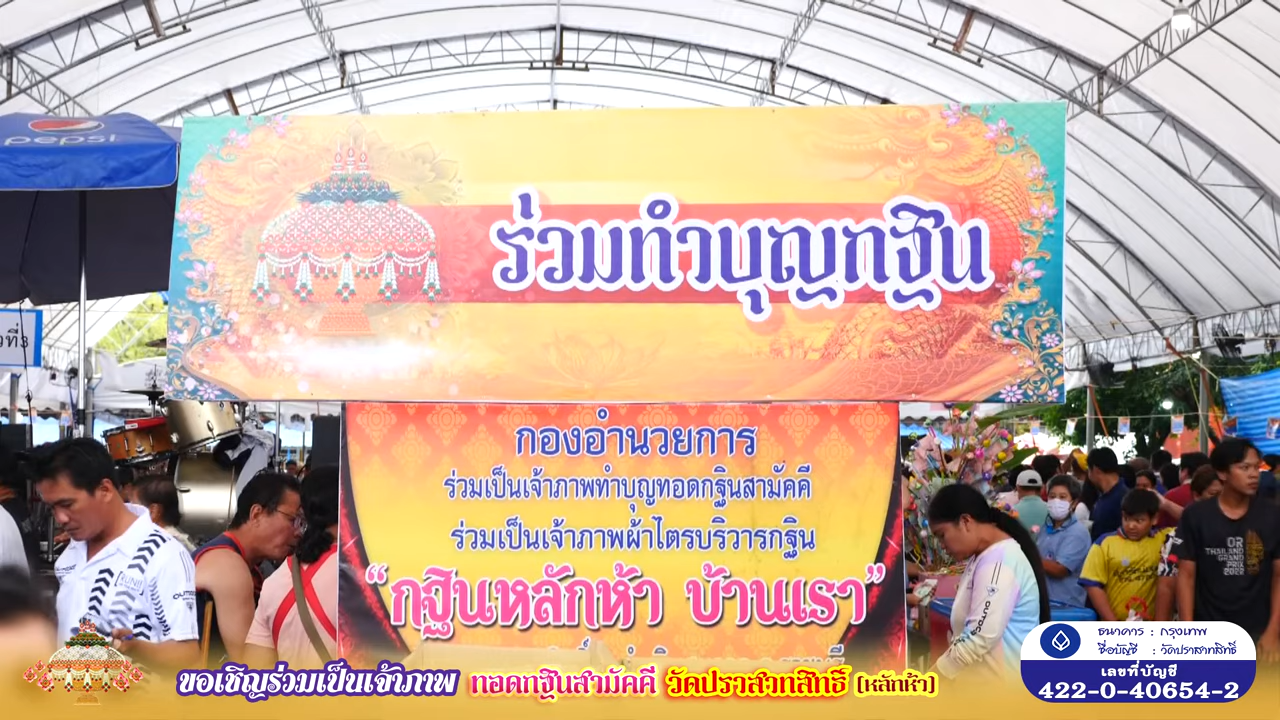 pepsi
ร่วมทำบุญกฐิน
ที่3
กองอำนวยการ
ร่วมเป็นเจ้าภาพทำบุญทอดกฐินสามัคคี
ร่วมเป็นเจ้าภาพผ้าไตรบริวารกฐิน
“กฐินหลักห้า บ้านเรา”
OR
THAILAND
GRAND
PRIX
2022
ธนาคาร : กรุงเทพ
ชื่อบัญชี : วัดปราสาทสิทธิ์
เลขที่บัญชี
422-0-40654-2
ขอเชิญร่วมเป็นเจ้าภาพ ทอดกฐินสามัคคี วัดปราสาทสิทธิ์ (หลักห้า)